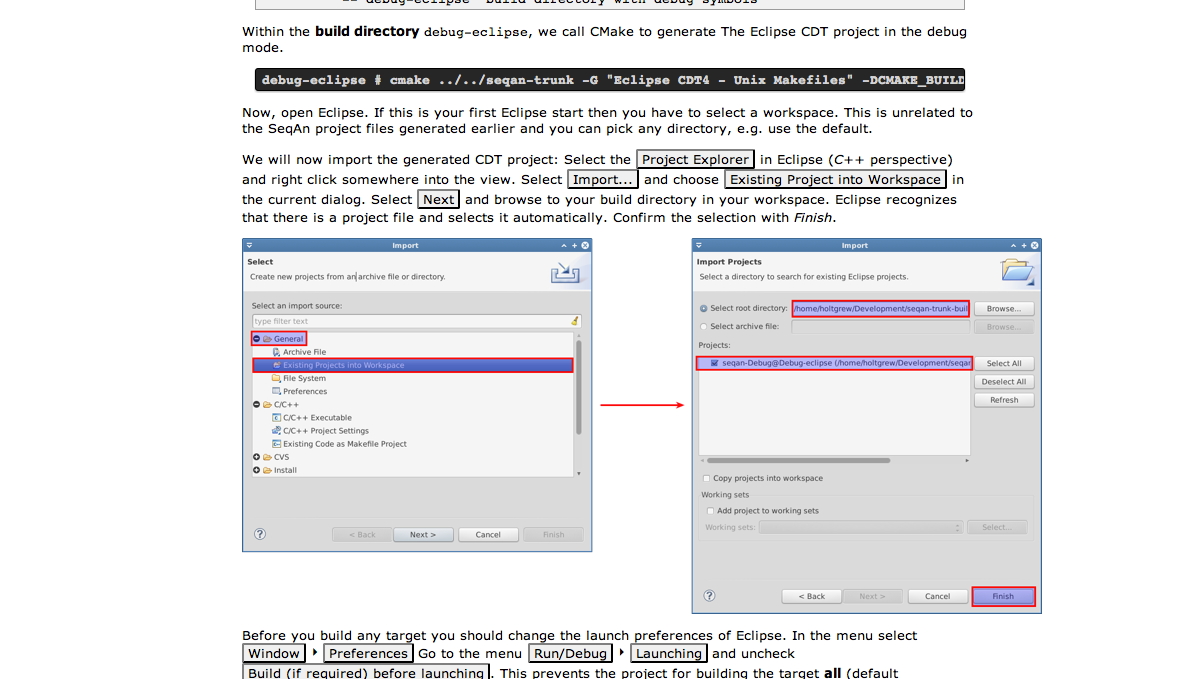 -- debug-eclipse build directory with debug symbols
Within the build directory debug-eclipse, we call CMake to generate The Eclipse CDT project in the debug
mode.
debug-eclipse # cmake ../../seqan-trunk -G "Eclipse CDT4 - Unix Makefiles" -DCMAKE_BUILD
Now, open Eclipse. If this is your first Eclipse start then you have to select a workspace. This is unrelated to
the SeqAn project files generated earlier and you can pick any directory, e.g. use the default.
We will now import the generated CDT project: Select the Project Explorer in Eclipse (C++ perspective)
and right click somewhere into the view. Select Import... and choose Existing Project into Workspace in
the current dialog. Select Next and browse to your build directory in your workspace. Eclipse recognizes
that there is a project file and selects it automatically. Confirm the selection with Finish.
Import
Select
Create new projects from an archive file or directory.
Select an import source:
type filter text
General
Archive File
Existing Projects into Workspace
File System
Preferences
C/C++
C/C++ Executable
C/C++ Project Settings
Existing Code as Makefile Project
CVS
Install
?
< Back
Next >
Cancel
Finish
Import
Import Projects
Select a directory to search for existing Eclipse projects.
Select root directory: /home/holtgrew/Development/seqan-trunk-buil Browse...
Select archive file: Browse...
Projects:
seqan-Debug@Debug-eclipse (/home/holtgrew/Development/seqan Select All
Deselect All
Refresh
Copy projects into workspace
Working sets
Add project to working sets
Working sets: Select...
?
< Back
Next >
Cancel
Finish
Before you build any target you should change the launch preferences of Eclipse. In the menu select
Window Preferences Go to the menu Run/Debug Launching and uncheck
Build (if required) before launching. This prevents the project for building the target all (default